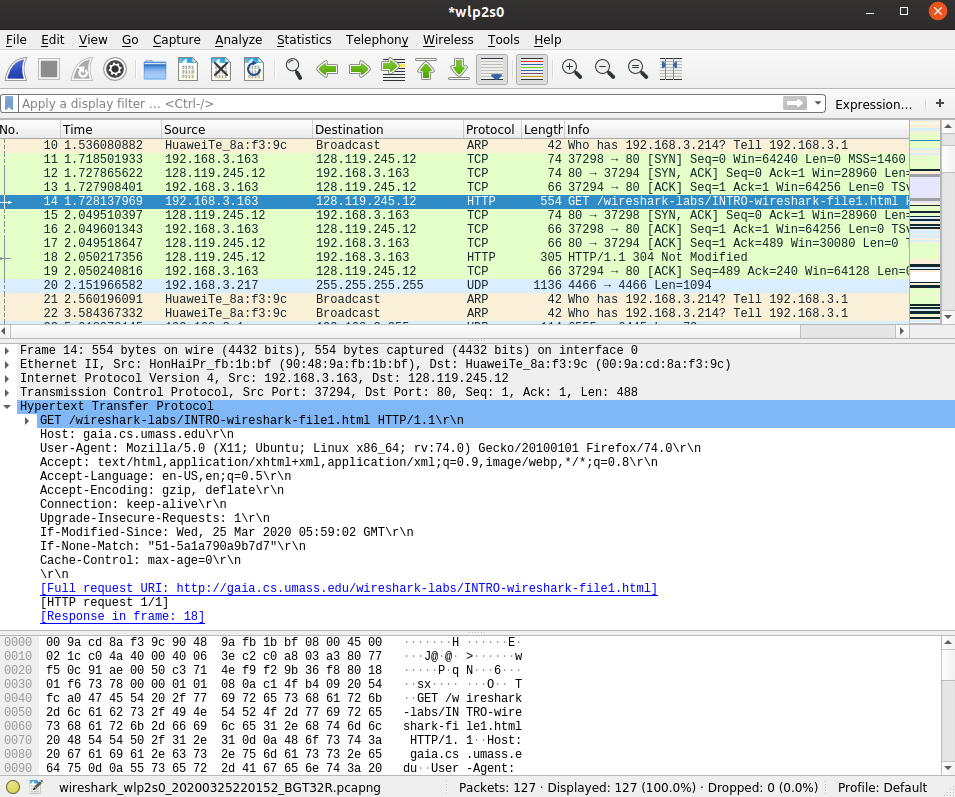 *wlp2s0
File Edit View Go Capture Analyze Statistics Telephony Wireless Tools Help
Apply a display filter ... <Ctrl-/> Expression... +
No. Time Source Destination Protocol Length Info
10 1.536080882 HuaweiTe_8a:f3:9c Broadcast ARP 42 Who has 192.168.3.214? Tell 192.168.3.1
11 1.718501933 192.168.3.163 128.119.245.12 TCP 74 37298 → 80 [SYN] Seq=0 Win=64240 Len=0 MSS=1460
12 1.727865622 128.119.245.12 192.168.3.163 TCP 74 80 → 37294 [SYN, ACK] Seq=0 Ack=1 Win=28960 Len=
13 1.727908401 192.168.3.163 128.119.245.12 TCP 66 37294 → 80 [ACK] Seq=1 Ack=1 Win=64256 Len=0 TSv
14 1.728137969 192.168.3.163 128.119.245.12 HTTP 554 GET /wireshark-labs/INTRO-wireshark-file1.html H
15 2.049510397 128.119.245.12 192.168.3.163 TCP 74 80 → 37298 [SYN, ACK] Seq=0 Ack=1 Win=28960 Len=
16 2.049601343 192.168.3.163 128.119.245.12 TCP 66 37298 → 80 [ACK] Seq=1 Ack=1 Win=64256 Len=0 TSv
17 2.049518647 128.119.245.12 192.168.3.163 TCP 66 80 → 37294 [ACK] Seq=1 Ack=489 Win=30080 Len=0 T
18 2.050217356 128.119.245.12 192.168.3.163 HTTP 305 HTTP/1.1 304 Not Modified
19 2.050240816 192.168.3.163 128.119.245.12 TCP 66 37294 → 80 [ACK] Seq=489 Ack=240 Win=64128 Len=
20 2.151966582 192.168.3.217 255.255.255.255 UDP 1136 4466 → 4466 Len=1094
21 2.560196091 HuaweiTe_8a:f3:9c Broadcast ARP 42 Who has 192.168.3.214? Tell 192.168.3.1
22 3.584367332 HuaweiTe_8a:f3:9c Broadcast ARP 42 Who has 192.168.3.214? Tell 192.168.3.1
Frame 14: 554 bytes on wire (4432 bits), 554 bytes captured (4432 bits) on interface 0
Ethernet II, Src: HonHaiPr_fb:1b:bf (90:48:9a:fb:1b:bf), Dst: HuaweiTe_8a:f3:9c (00:9a:cd:8a:f3:9c)
Internet Protocol Version 4, Src: 192.168.3.163, Dst: 128.119.245.12
Transmission Control Protocol, Src Port: 37294, Dst Port: 80, Seq: 1, Ack: 1, Len: 488
Hypertext Transfer Protocol
GET /wireshark-labs/INTRO-wireshark-file1.html HTTP/1.1\r\n
Host: gaia.cs.umass.edu\r\n
User-Agent: Mozilla/5.0 (X11; Ubuntu; Linux x86_64; rv:74.0) Gecko/20100101 Firefox/74.0\r\n
Accept: text/html,application/xhtml+xml,application/xml;q=0.9,image/webp,*/*;q=0.8\r\n
Accept-Language: en-US,en;q=0.5\r\n
Accept-Encoding: gzip, deflate\r\n
Connection: keep-alive\r\n
Upgrade-Insecure-Requests: 1\r\n
If-Modified-Since: Wed, 25 Mar 2020 05:59:02 GMT\r\n
If-None-Match: "51-5a1a790a9b7d7"\r\n
Cache-Control: max-age=0\r\n
\r\n
[Full request URI: http://gaia.cs.umass.edu/wireshark-labs/INTRO-wireshark-file1.html]
[HTTP request 1/1]
[Response in frame: 18]
0000 00 9a cd 8a f3 9c 90 48 9a fb 1b bf 08 00 45 00 ·······H ······E·
0010 02 1c c0 4a 40 00 40 06 3e c2 c0 a8 03 a3 80 77 ···J@·@· >······w
0020 f5 0c 91 ae 00 50 c3 71 4e f9 f2 9b 36 f8 80 18 ·····P·q N···6···
0030 01 f6 73 78 00 00 01 01 08 0a c1 4f b4 09 20 54 ··sx···· ···O·· T
0040 fc a0 47 45 54 20 2f 77 69 72 65 73 68 61 72 6b ··GET /w ireshark
0050 2d 6c 61 62 73 2f 49 4e 54 52 4f 2d 77 69 72 65 -labs/IN TRO-wire
0060 73 68 61 72 6b 2d 66 69 6c 65 31 2e 68 74 6d 6c shark-fi le1.html
0070 20 48 54 54 50 2f 31 2e 31 0d 0a 48 6f 73 74 3a HTTP/1. 1··Host:
0080 20 67 61 69 61 2e 63 73 2e 75 6d 61 73 73 2e 65 gaia.cs .umass.e
0090 64 75 0d 0a 55 73 65 72 2d 41 67 65 6e 74 3a 20 du··User -Agent:
wireshark_wlp2s0_20200325220152_BGT32R.pcapng Packets: 127 · Displayed: 127 (100.0%) · Dropped: 0 (0.0%) Profile: Default